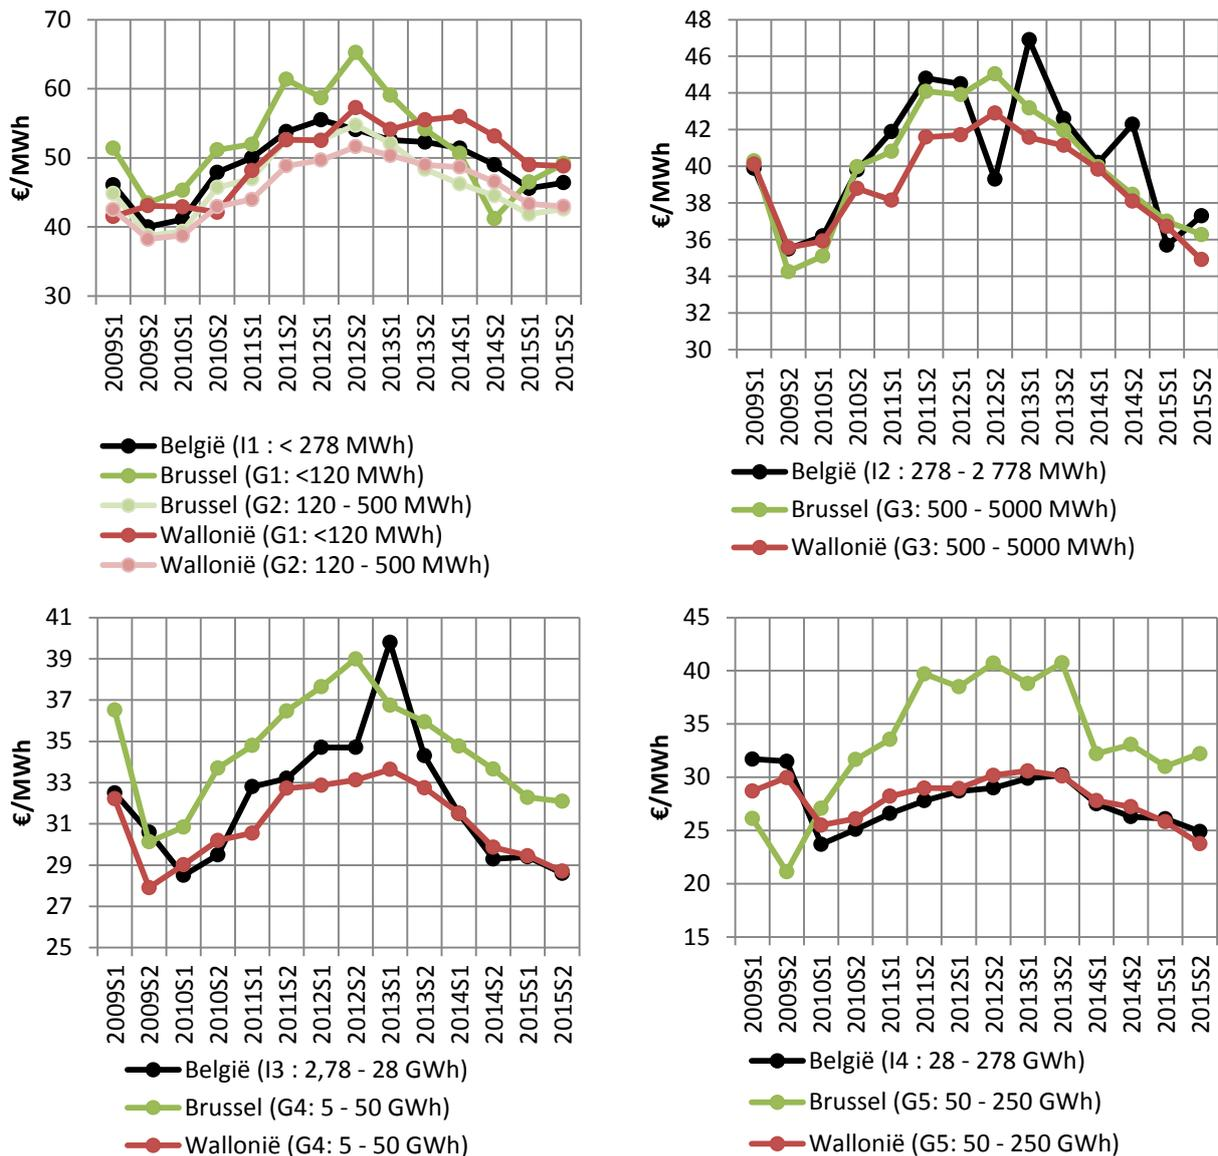 70
60
50
40
30
€/MWh
2009S1
2009S2
2010S1
2010S2
2011S1
2011S2
2012S1
2012S2
2013S1
2013S2
2014S1
2014S2
2015S1
2015S2
België (I1 : < 278 MWh)
Brussel (G1: <120 MWh)
Brussel (G2: 120 - 500 MWh)
Wallonië (G1: <120 MWh)
Wallonië (G2: 120 - 500 MWh)
48
46
44
42
40
38
36
34
32
30
€/MWh
2009S1
2009S2
2010S1
2010S2
2011S1
2011S2
2012S1
2012S2
2013S1
2013S2
2014S1
2014S2
2015S1
2015S2
België (I2 : 278 - 2 778 MWh)
Brussel (G3: 500 - 5000 MWh)
Wallonië (G3: 500 - 5000 MWh)
41
39
37
35
33
31
29
27
25
€/MWh
2009S1
2009S2
2010S1
2010S2
2011S1
2011S2
2012S1
2012S2
2013S1
2013S2
2014S1
2014S2
2015S1
2015S2
België (I3 : 2,78 - 28 GWh)
Brussel (G4: 5 - 50 GWh)
Wallonië (G4: 5 - 50 GWh)
45
40
35
30
25
20
15
€/MWh
2009S1
2009S2
2010S1
2010S2
2011S1
2011S2
2012S1
2012S2
2013S1
2013S2
2014S1
2014S2
2015S1
2015S2
België (I4 : 28 - 278 GWh)
Brussel (G5: 50 - 250 GWh)
Wallonië (G5: 50 - 250 GWh)